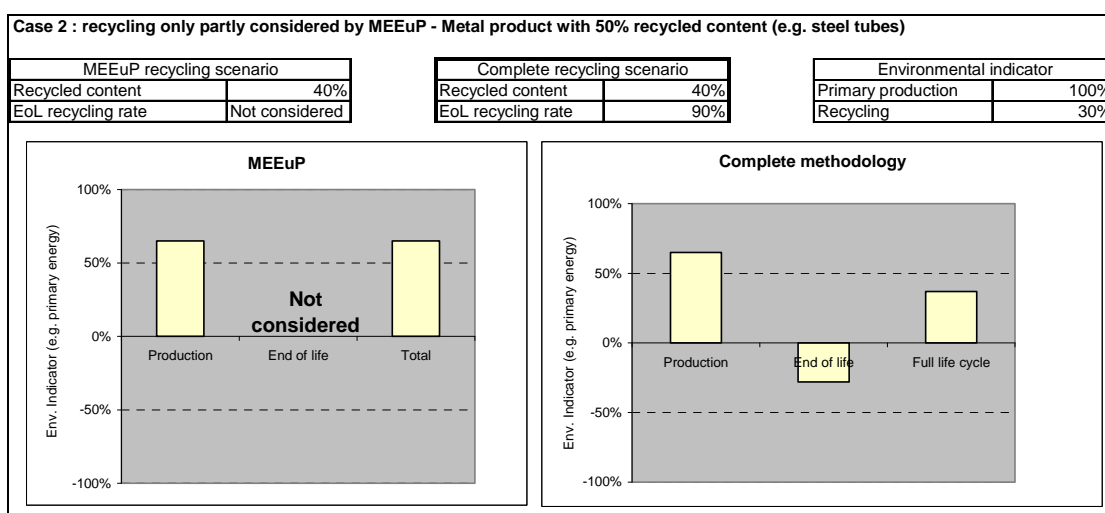 Case 2 : recycling only partly considered by MEEuP - Metal product with 50% recycled content (e.g. steel tubes)
MEEuP recycling scenario
Recycled content 40%
EoL recycling rate Not considered
Complete recycling scenario
Recycled content 40%
EoL recycling rate 90%
Environmental indicator
Primary production 100%
Recycling 30%
MEEuP
Env. Indicator (e.g. primary energy)
100%
50%
0%
-50%
-100%
Not
considered
Production End of life Total
Complete methodology
Env. Indicator (e.g. primary energy)
100%
50%
0%
-50%
-100%
Production End of life Full life cycle